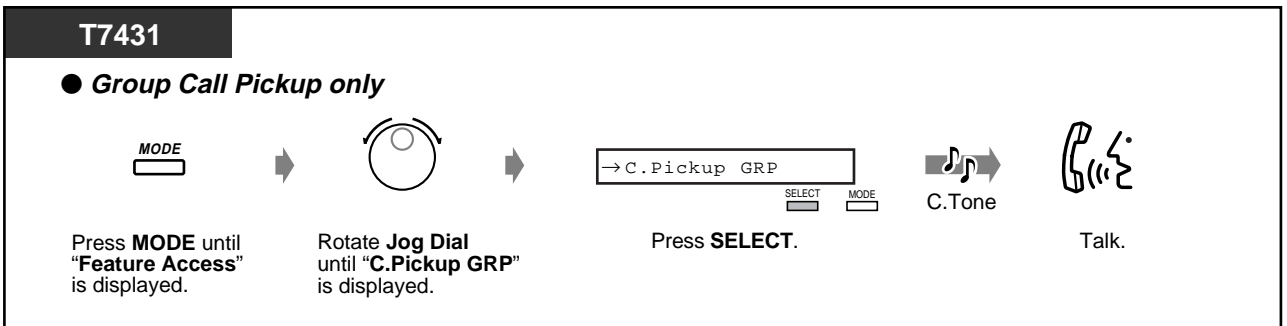 T7431
● Group Call Pickup only
MODE
→C.Pickup GRP
SELECT MODE
C.Tone
Press MODE until
“Feature Access”
is displayed.
Rotate Jog Dial
until “C.Pickup GRP”
is displayed.
Press SELECT.
Talk.